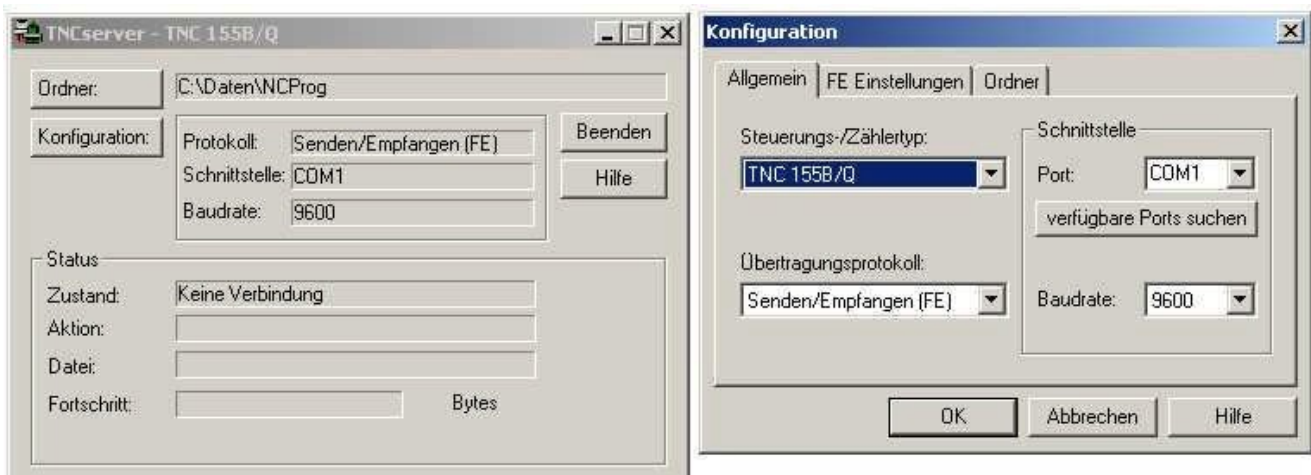 TNCserver - TNC 155B/Q
Ordner:
C:\Daten\NCProg
Konfiguration:
Protokoll:
Senden/Empfangen (FE)
Schnittstelle:
COM1
Baudrate:
9600
Beenden
Hilfe
Status
Zustand:
Keine Verbindung
Aktion:
Datei:
Fortschritt:
Bytes
Konfiguration
Allgemein
FE Einstellungen
Ordner
Steuerungs-/Zählertyp:
TNC 155B/Q
Übertragungsprotokoll:
Senden/Empfangen (FE)
Schnittstelle
Port:
COM1
verfügbare Ports suchen
Baudrate:
9600
OK
Abbrechen
Hilfe